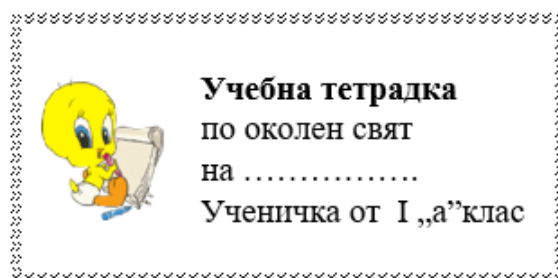 Учебна тетрадка
по околен свят
на …………….
Ученичка от  I „а”клас